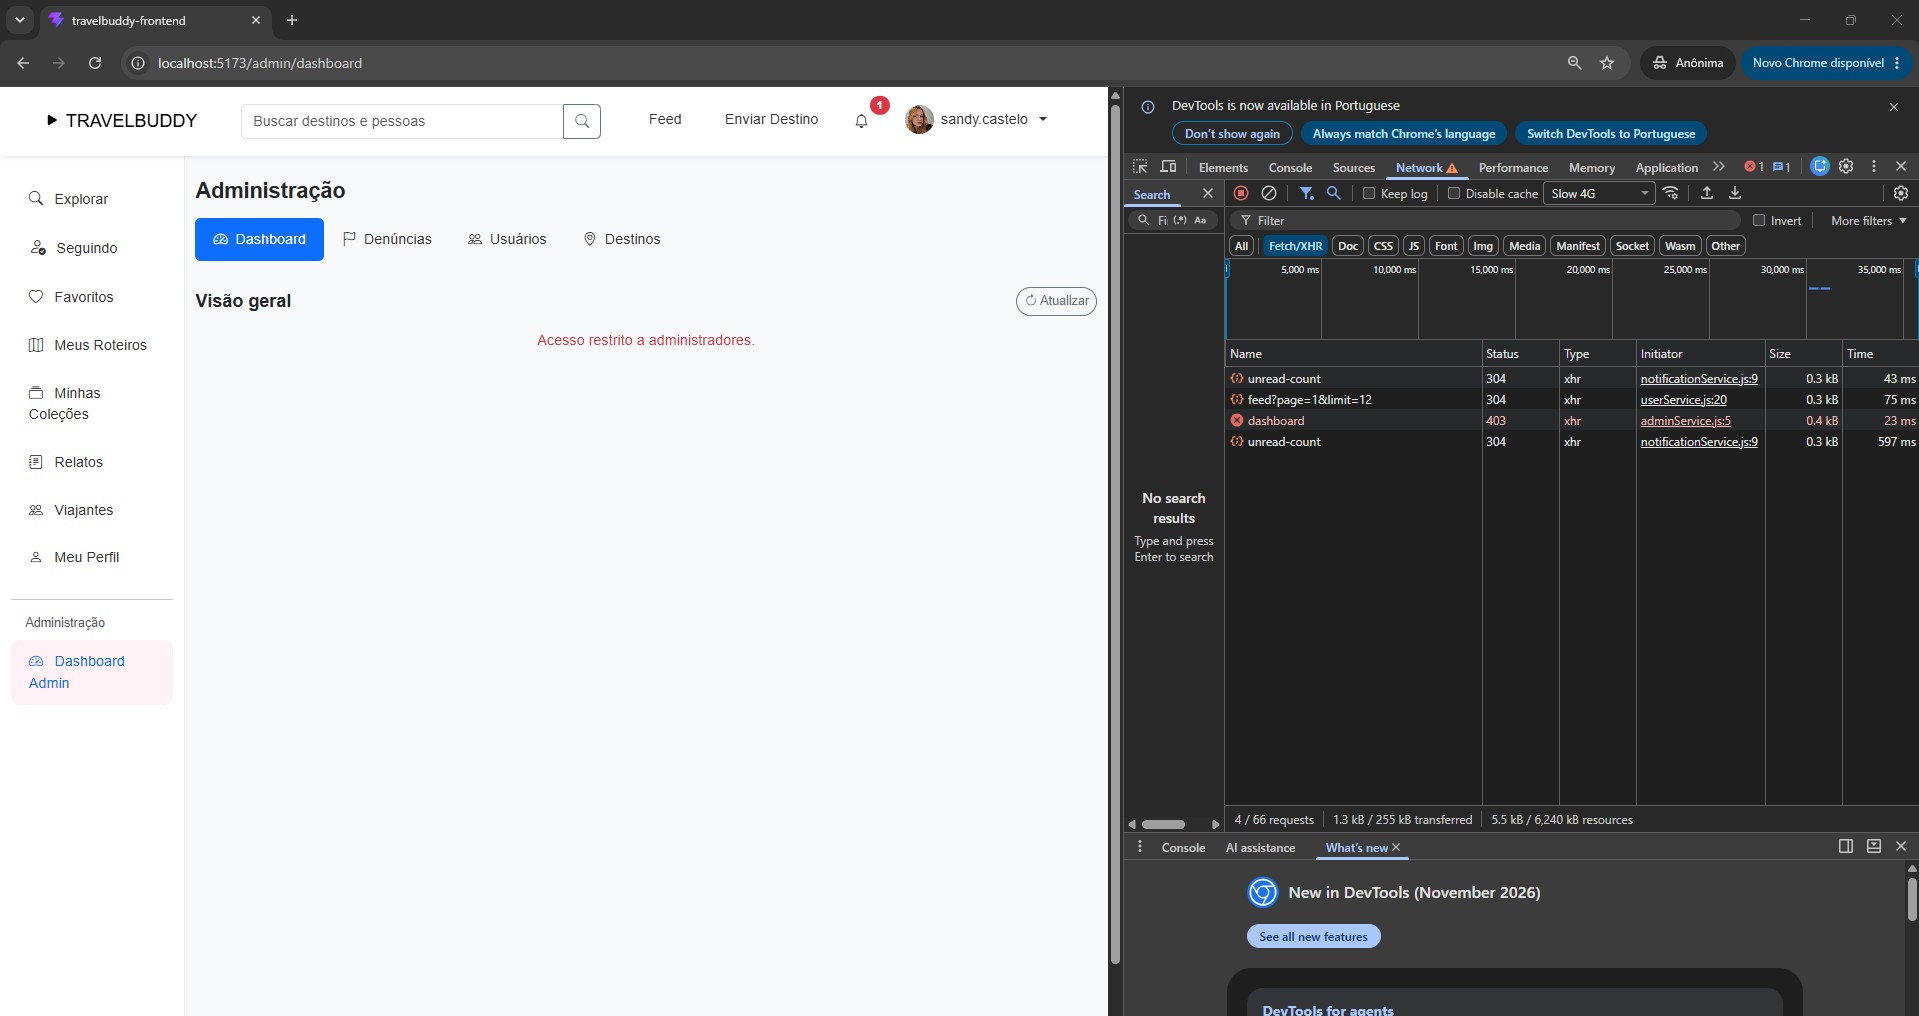 travelbuddy-frontend
localhost:5173/admin/dashboard
Anônima
Novo Chrome disponível
TRAVELBUDDY
Buscar destinos e pessoas
Feed
Enviar Destino
1
sandy.castelo
Explorar
Seguindo
Favoritos
Meus Roteiros
Minhas
Coleções
Relatos
Viajantes
Meu Perfil
Administração
Dashboard
Admin
Administração
Dashboard
Denúncias
Usuários
Destinos
Visão geral
Atualizar
Acesso restrito a administradores.
DevTools is now available in Portuguese
Don't show again
Always match Chrome's language
Switch DevTools to Portuguese
Elements Console Sources Network Performance Memory Application 1 1
Search
Keep log
Disable cache
Slow 4G
Fi (.*) Aa
Filter
Invert
More filters
All Fetch/XHR Doc CSS JS Font Img Media Manifest Socket Wasm Other
5,000 ms 10,000 ms 15,000 ms 20,000 ms 25,000 ms 30,000 ms 35,000 ms
Name Status Type Initiator Size Time
unread-count 304 xhr notificationService.js:9 0.3 kB 43 ms
feed?page=1&limit=12 304 xhr userService.js:20 0.3 kB 75 ms
dashboard 403 xhr adminService.js:5 0.4 kB 23 ms
unread-count 304 xhr notificationService.js:9 0.3 kB 597 ms
No search
results
Type and press
Enter to search
4 / 66 requests 1.3 kB / 255 kB transferred 5.5 kB / 6,240 kB resources
Console AI assistance What's new
New in DevTools (November 2026)
See all new features
DevTools for agents